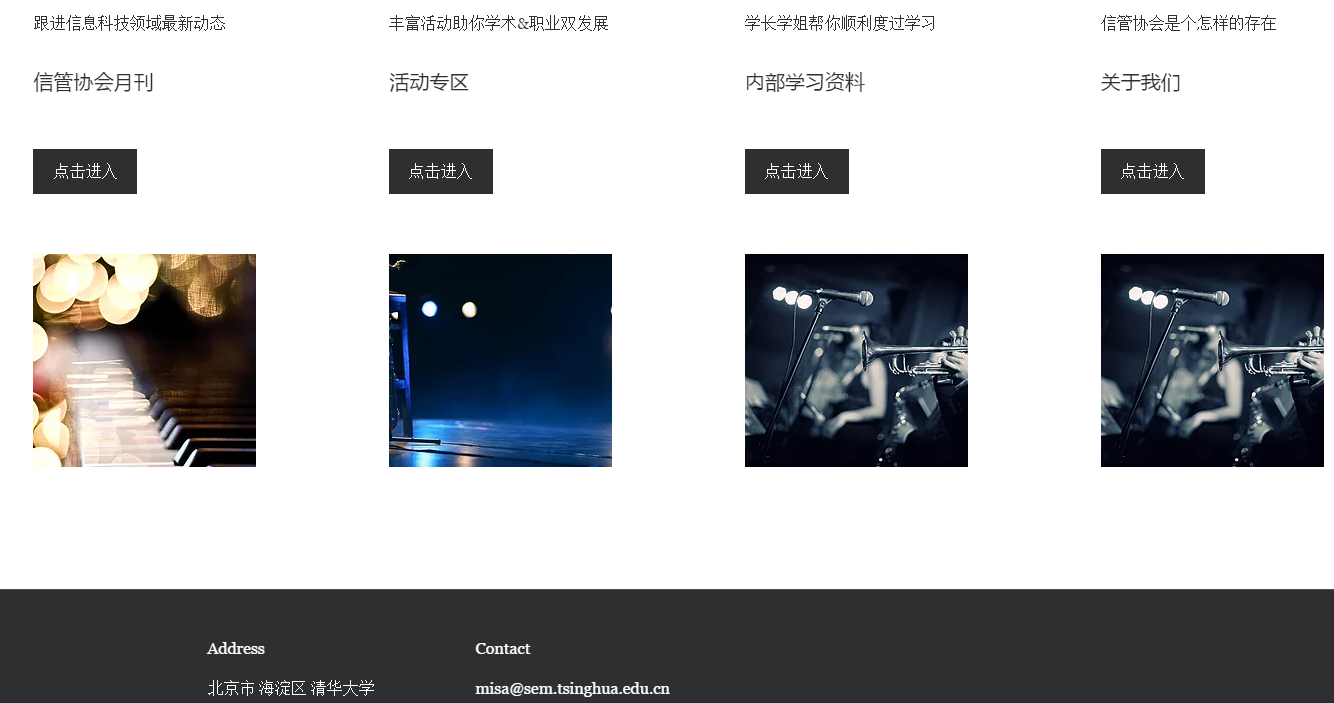 跟进信息科技领域最新动态
丰富活动助你学术&职业双发展
学长学姐帮你顺利度过学习
信管协会是个怎样的存在
信管协会月刊
活动专区
内部学习资料
关于我们
点击进入
点击进入
点击进入
点击进入
Address
Contact
北京市 海淀区 清华大学
misa@sem.tsinghua.edu.cn